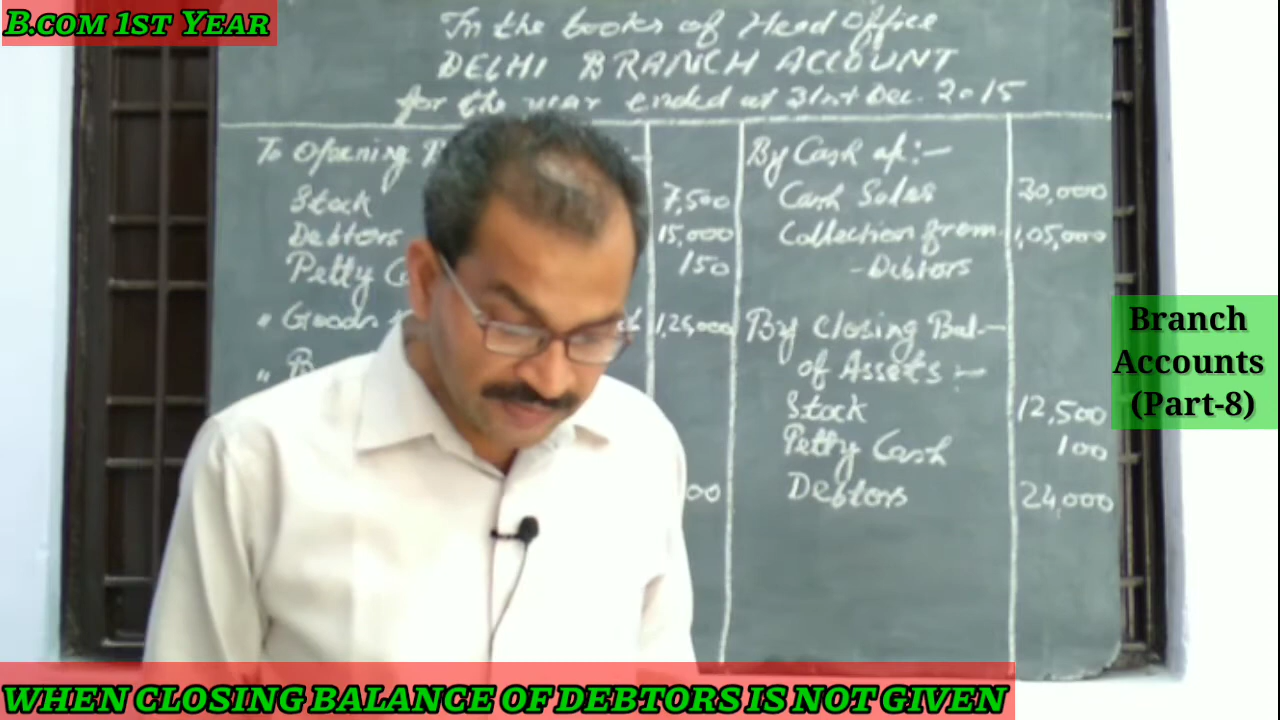 B.COM 1ST YEAR
In the books of Head Office
DELHI BRANCH ACCOUNT
for the year ended at 31st Dec. 2015
To Opening
Stock 7,500
Debtors 15,000
Petty 150
" Goods 1,26,000
"
00
By Cash a/c:-
Cash Sales 30,000
Collection from 1,05,000
- Debtors
By Closing Bal.-
of Assets:-
Stock 12,500
Petty Cash 100
Debtors 24,000
Branch
Accounts
(Part-8)
WHEN CLOSING BALANCE OF DEBTORS IS NOT GIVEN